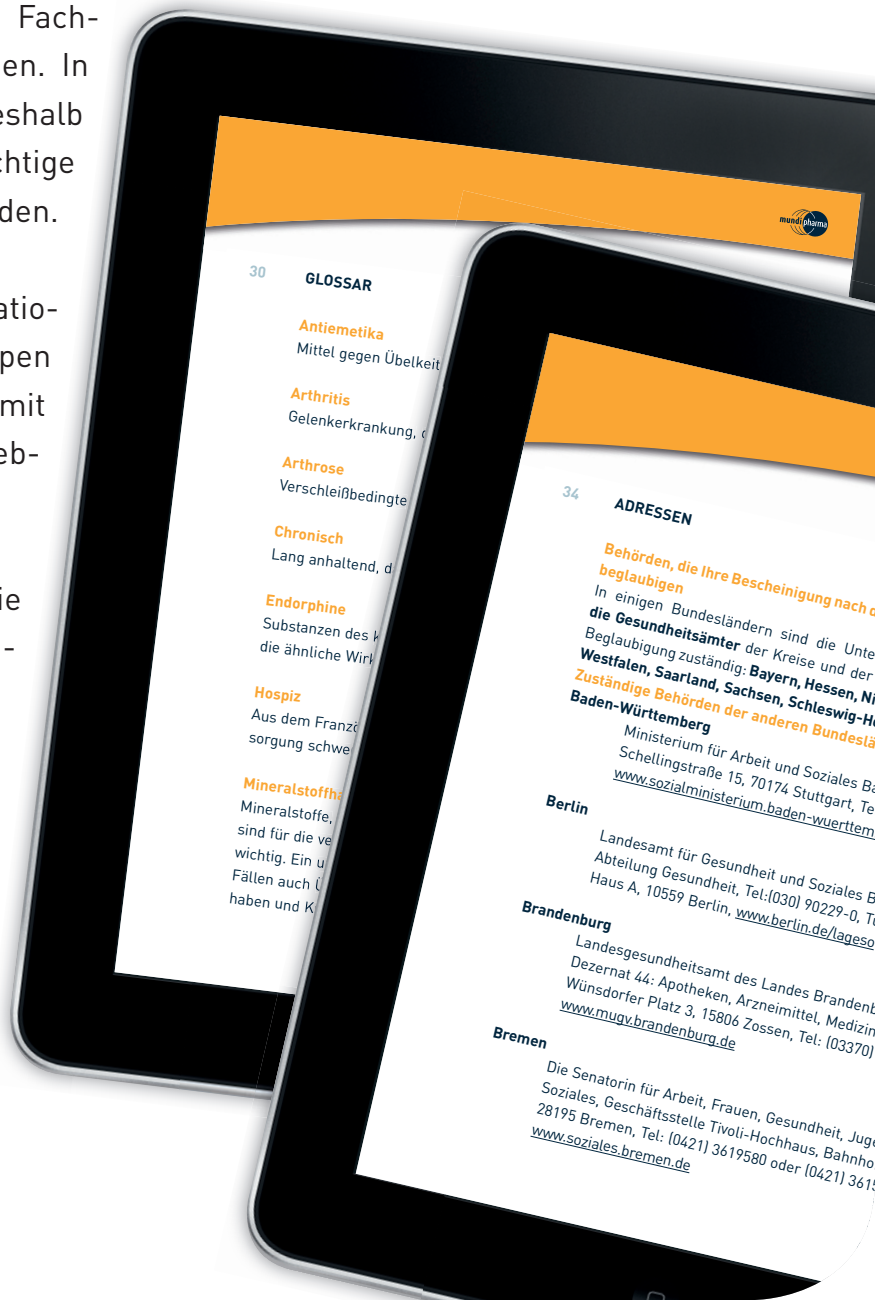 Fach-
en. In
eshalb
chtige
den.
atio-
pen
mit
eb-
ie
-
mundipharma
30 GLOSSAR
Antiemetika
Mittel gegen Übelkeit
Arthritis
Gelenkerkrankung,
Arthrose
Verschleißbedingte
Chronisch
Lang anhaltend, d
Endorphine
Substanzen des k
die ähnliche Wirk
Hospiz
Aus dem Franzö
sorgung schwe
Mineralstoffha
Mineralstoffe,
sind für die ve
wichtig. Ein u
Fällen auch Ü
haben und K
34 ADRESSEN
Behörden, die Ihre Bescheinigung nach d
beglaubigen
In einigen Bundesländern sind die Unte
die Gesundheitsämter der Kreise und der
Beglaubigung zuständig: Bayern, Hessen, Ni
Westfalen, Saarland, Sachsen, Schleswig-Ho
Zuständige Behörden der anderen Bundeslä
Baden-Württemberg
Ministerium für Arbeit und Soziales Ba
Schellingstraße 15, 70174 Stuttgart, Te
www.sozialministerium.baden-wuerttem
Berlin
Landesamt für Gesundheit und Soziales B
Abteilung Gesundheit, Tel:(030) 90229-0, Tu
Haus A, 10559 Berlin, www.berlin.de/lageso
Brandenburg
Landesgesundheitsamt des Landes Brandenb
Dezernat 44: Apotheken, Arzneimittel, Medizin
Wünsdorfer Platz 3, 15806 Zossen, Tel: (03370)
www.mugv.brandenburg.de
Bremen
Die Senatorin für Arbeit, Frauen, Gesundheit, Juge
Soziales, Geschäftsstelle Tivoli-Hochhaus, Bahnho
28195 Bremen, Tel: (0421) 3619580 oder (0421) 3615
www.soziales.bremen.de